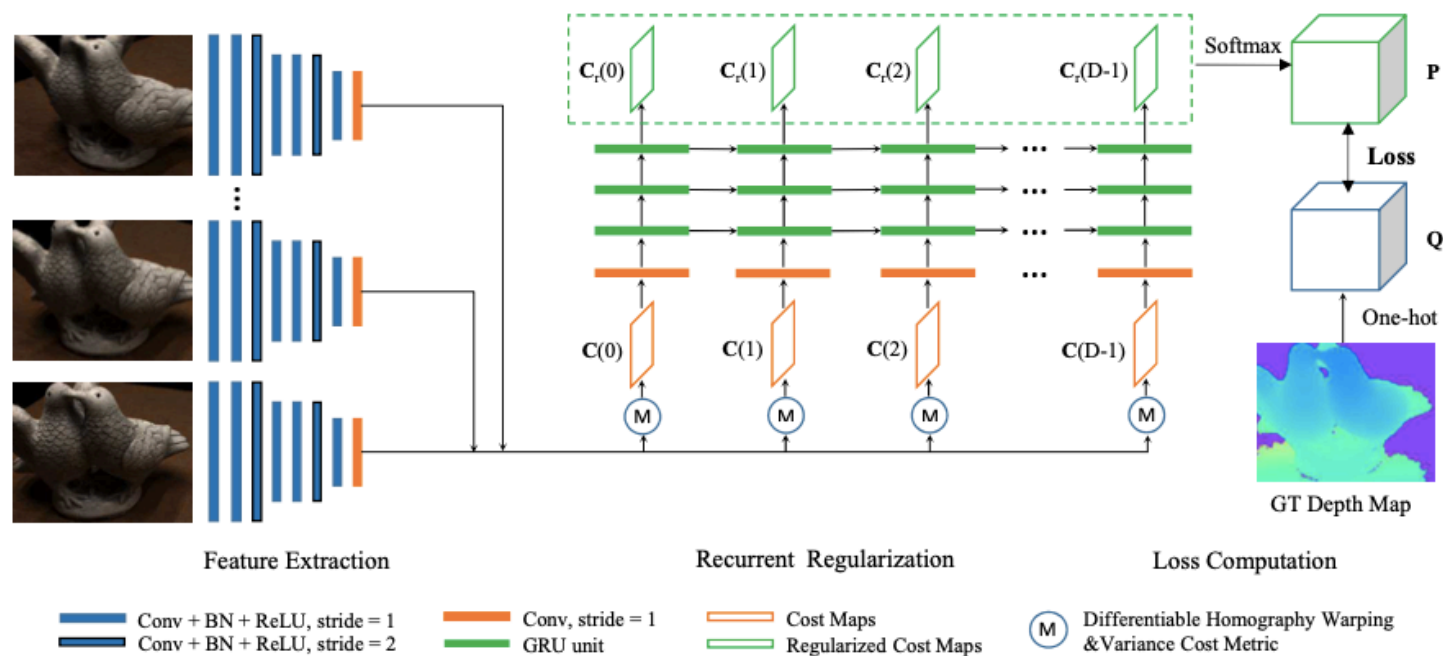 C_r(0)
C_r(1)
C_r(2)
C_r(D-1)
Softmax
P
Loss
Q
One-hot
C(0)
C(1)
C(2)
C(D-1)
M
M
M
M
GT Depth Map
Feature Extraction
Recurrent Regularization
Loss Computation
Conv + BN + ReLU, stride = 1
Conv + BN + ReLU, stride = 2
Conv, stride = 1
GRU unit
Cost Maps
Regularized Cost Maps
M
Differentiable Homography Warping
&Variance Cost Metric